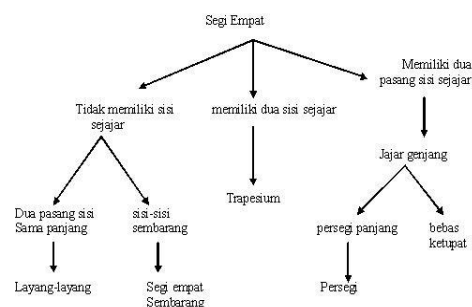 Segi Empat
Tidak memiliki sisi
sejajar
memiliki dua sisi sejajar
Memiliki dua
pasang sisi sejajar
Jajar genjang
Dua pasang sisi
Sama panjang
sisi-sisi
sembarang
Trapesium
persegi panjang
bebas
ketupat
Layang-layang
Segi empat
Sembarang
Persegi